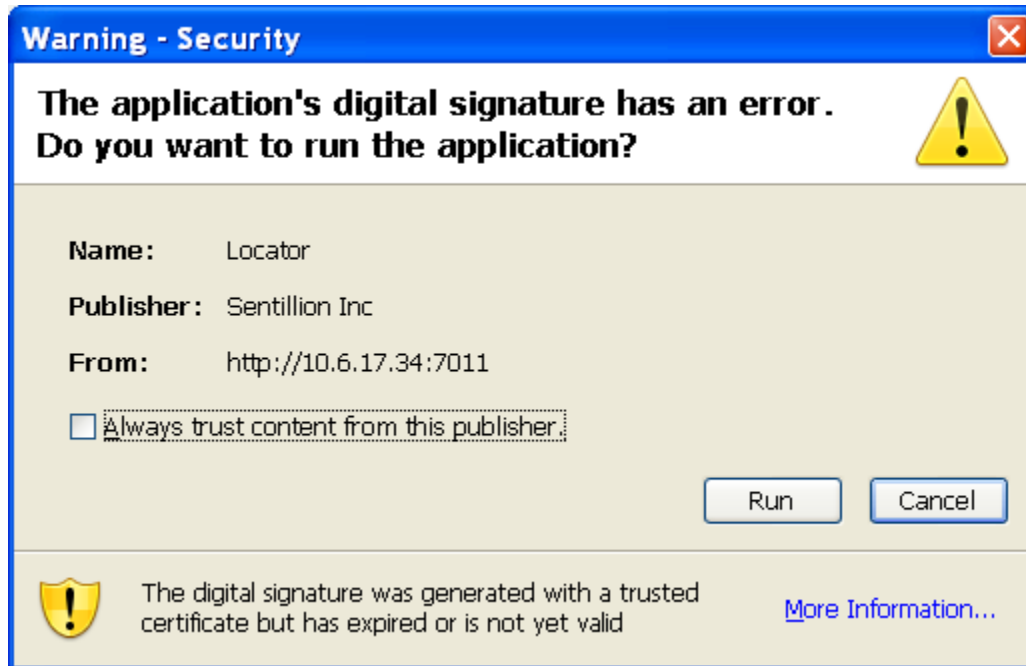 Warning - Security
The application's digital signature has an error.
Do you want to run the application?
Name: Locator
Publisher: Sentillion Inc
From: http://10.6.17.34:7011
Always trust content from this publisher.
Run Cancel
The digital signature was generated with a trusted
certificate but has expired or is not yet valid
More Information...